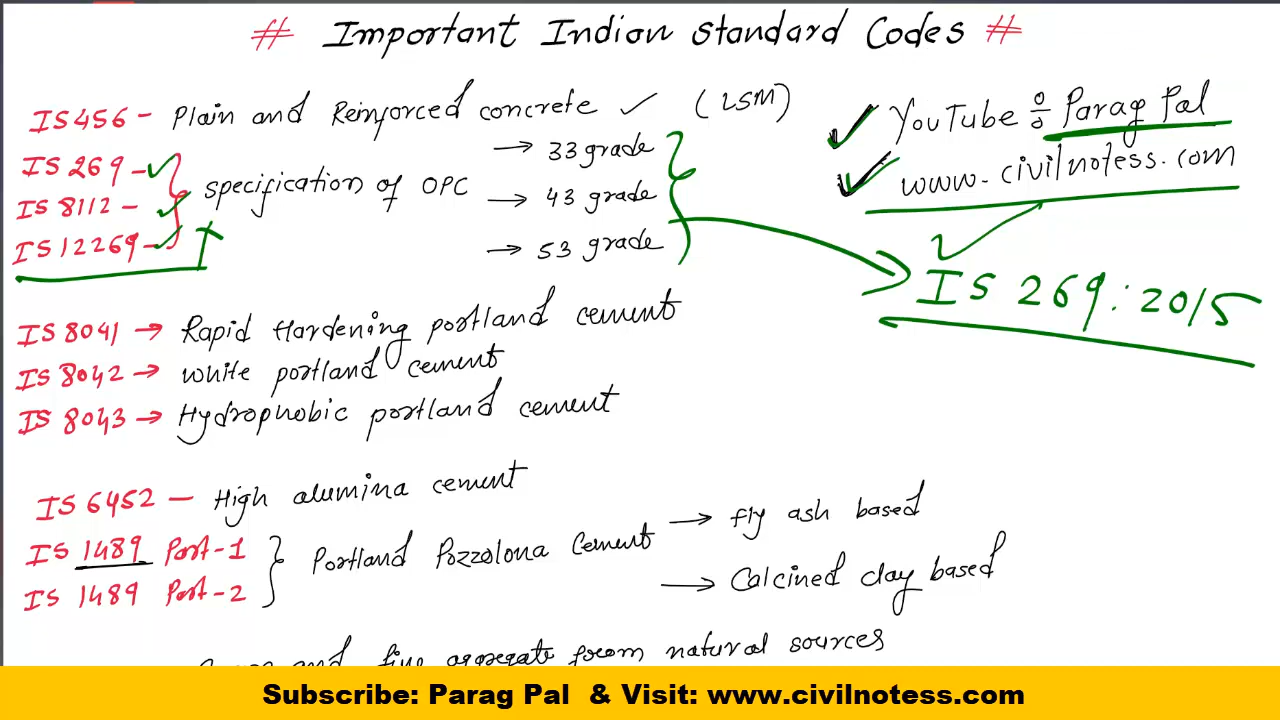 # Important Indian Standard Codes #
IS 456 - Plain and Reinforced concrete ✓ (LSM)
IS 269 - ✓
IS 8112 - ✓
IS 12269 - ✓
specification of OPC
→ 33 grade
→ 43 grade
→ 53 grade
✓ YouTube : Parag Pal
✓ www.civilnotess.com
IS 269:2015
IS 8041 → Rapid Hardening portland cement
IS 8042 → White portland cement
IS 8043 → Hydrophobic portland cement
IS 6452 - High alumina cement
IS 1489 Part-1
IS 1489 Part-2
Portland Pozzolona Cement
→ fly ash based
→ Calcined clay based
and fine aggregate from natural sources
Subscribe: Parag Pal & Visit: www.civilnotess.com